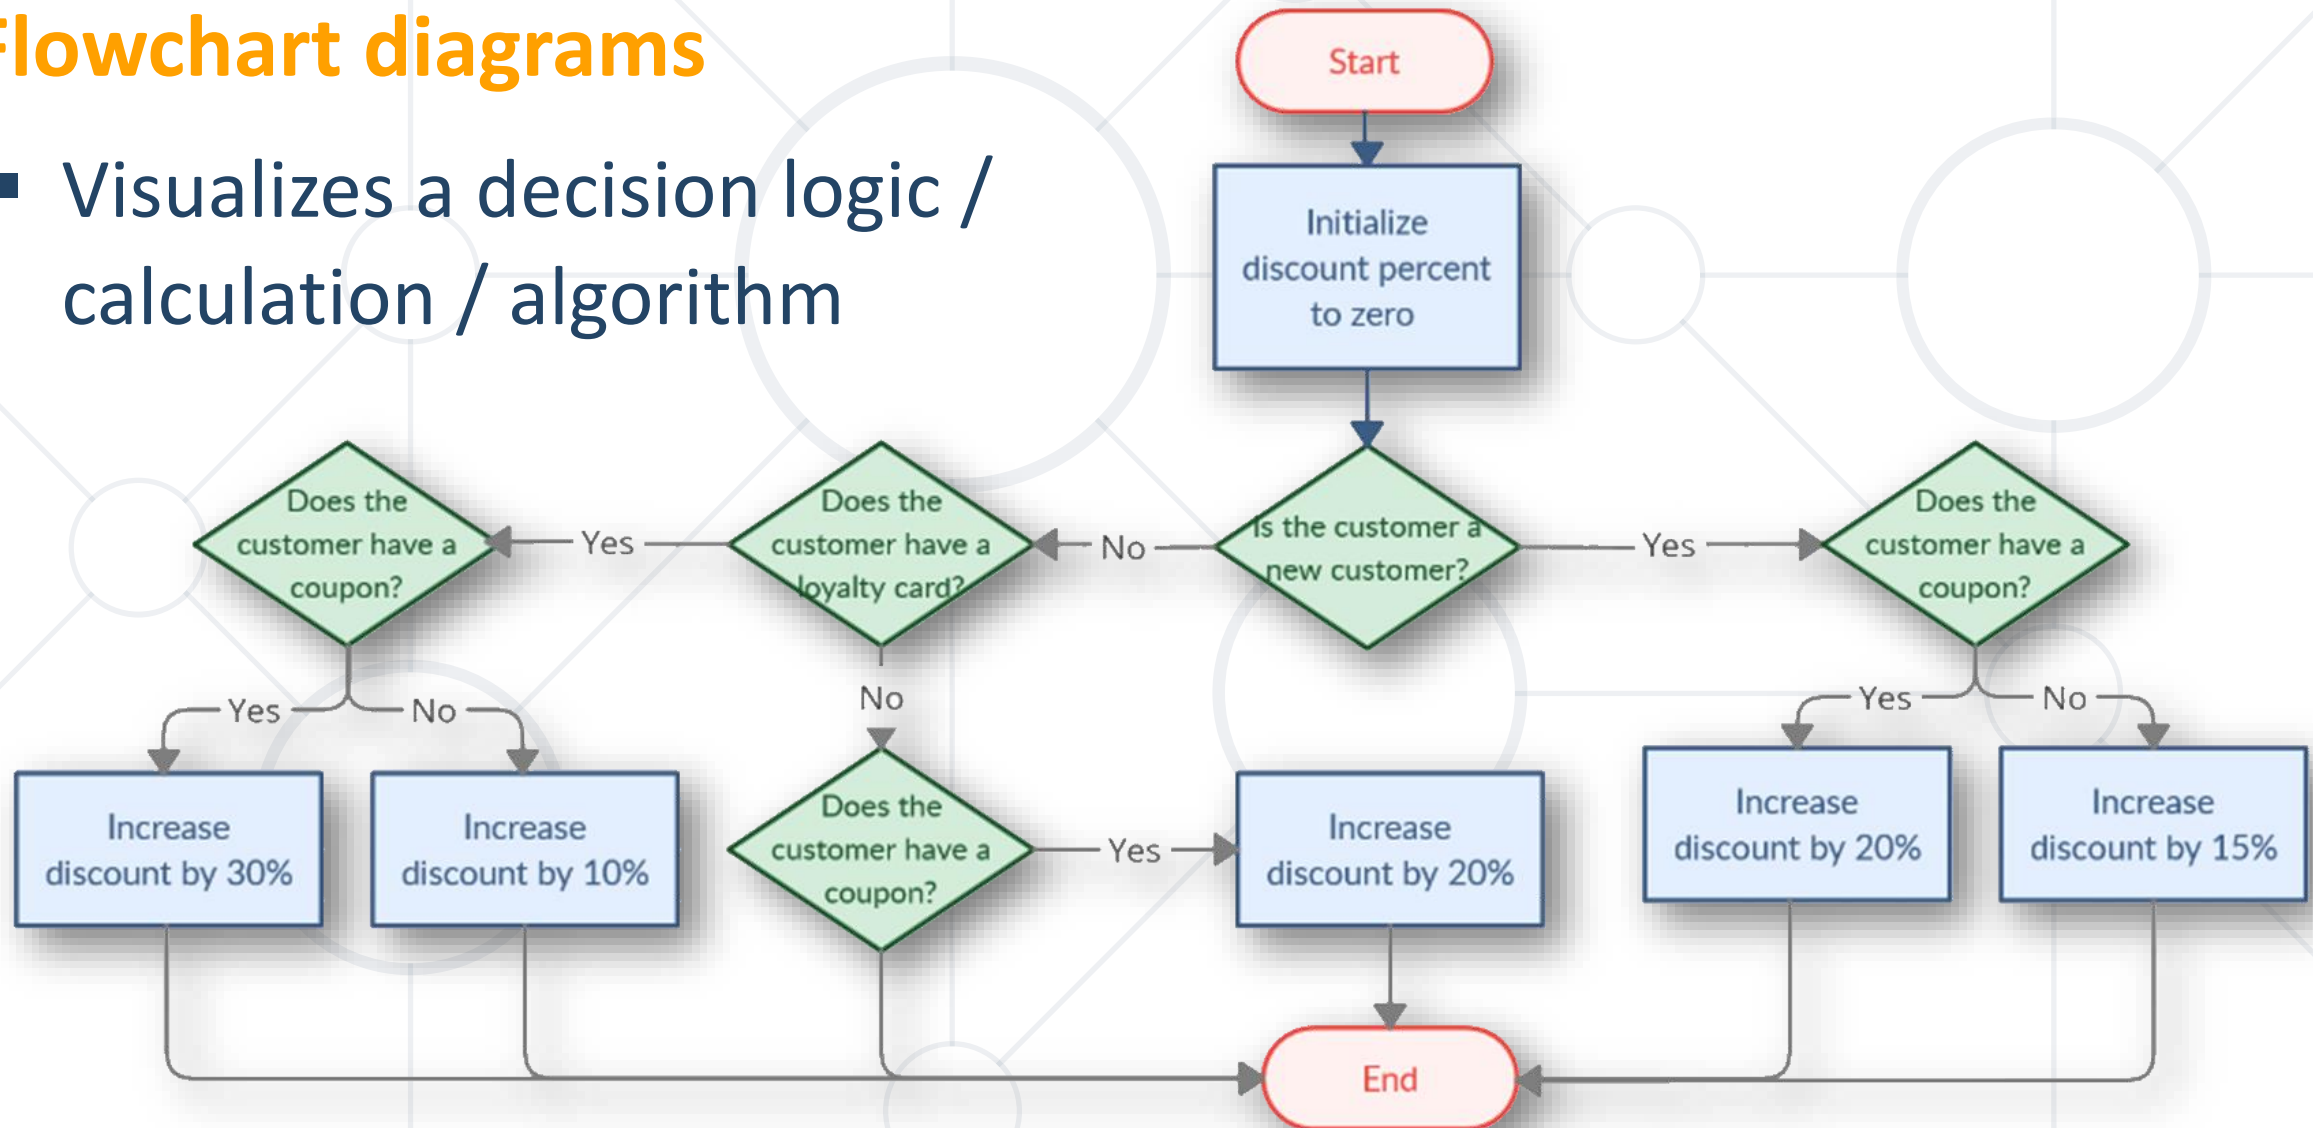 Flowchart diagrams
▪ Visualizes a decision logic /
calculation / algorithm
Start
Initialize
discount percent
to zero
Is the customer a
new customer?
No
Yes
Does the
customer have a
loyalty card?
Yes
No
Does the
customer have a
coupon?
Yes
No
Increase
discount by 30%
Increase
discount by 10%
Does the
customer have a
coupon?
Yes
Increase
discount by 20%
Does the
customer have a
coupon?
Yes
No
Increase
discount by 20%
Increase
discount by 15%
End